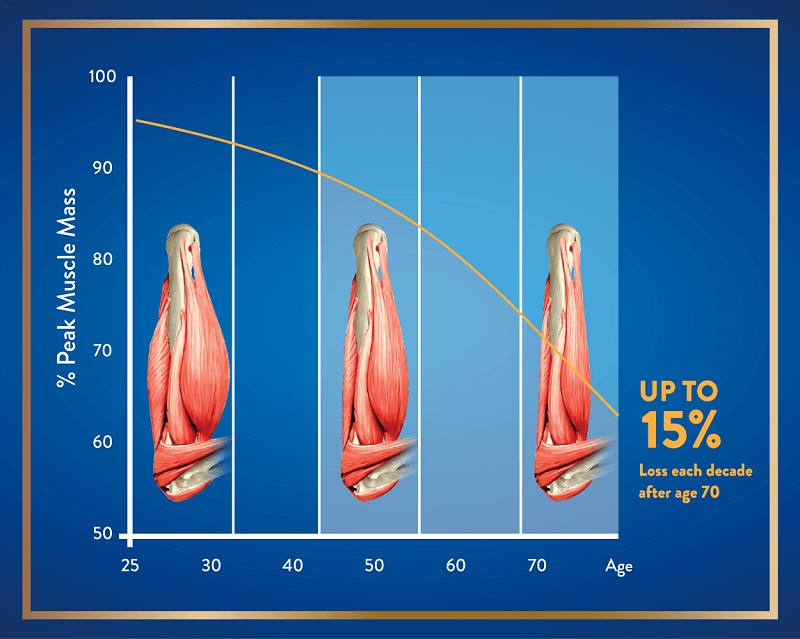 100
90
80
70
60
50
% Peak Muscle Mass
25 30 40 50 60 70 Age
UP TO
15%
Loss each decade
after age 70